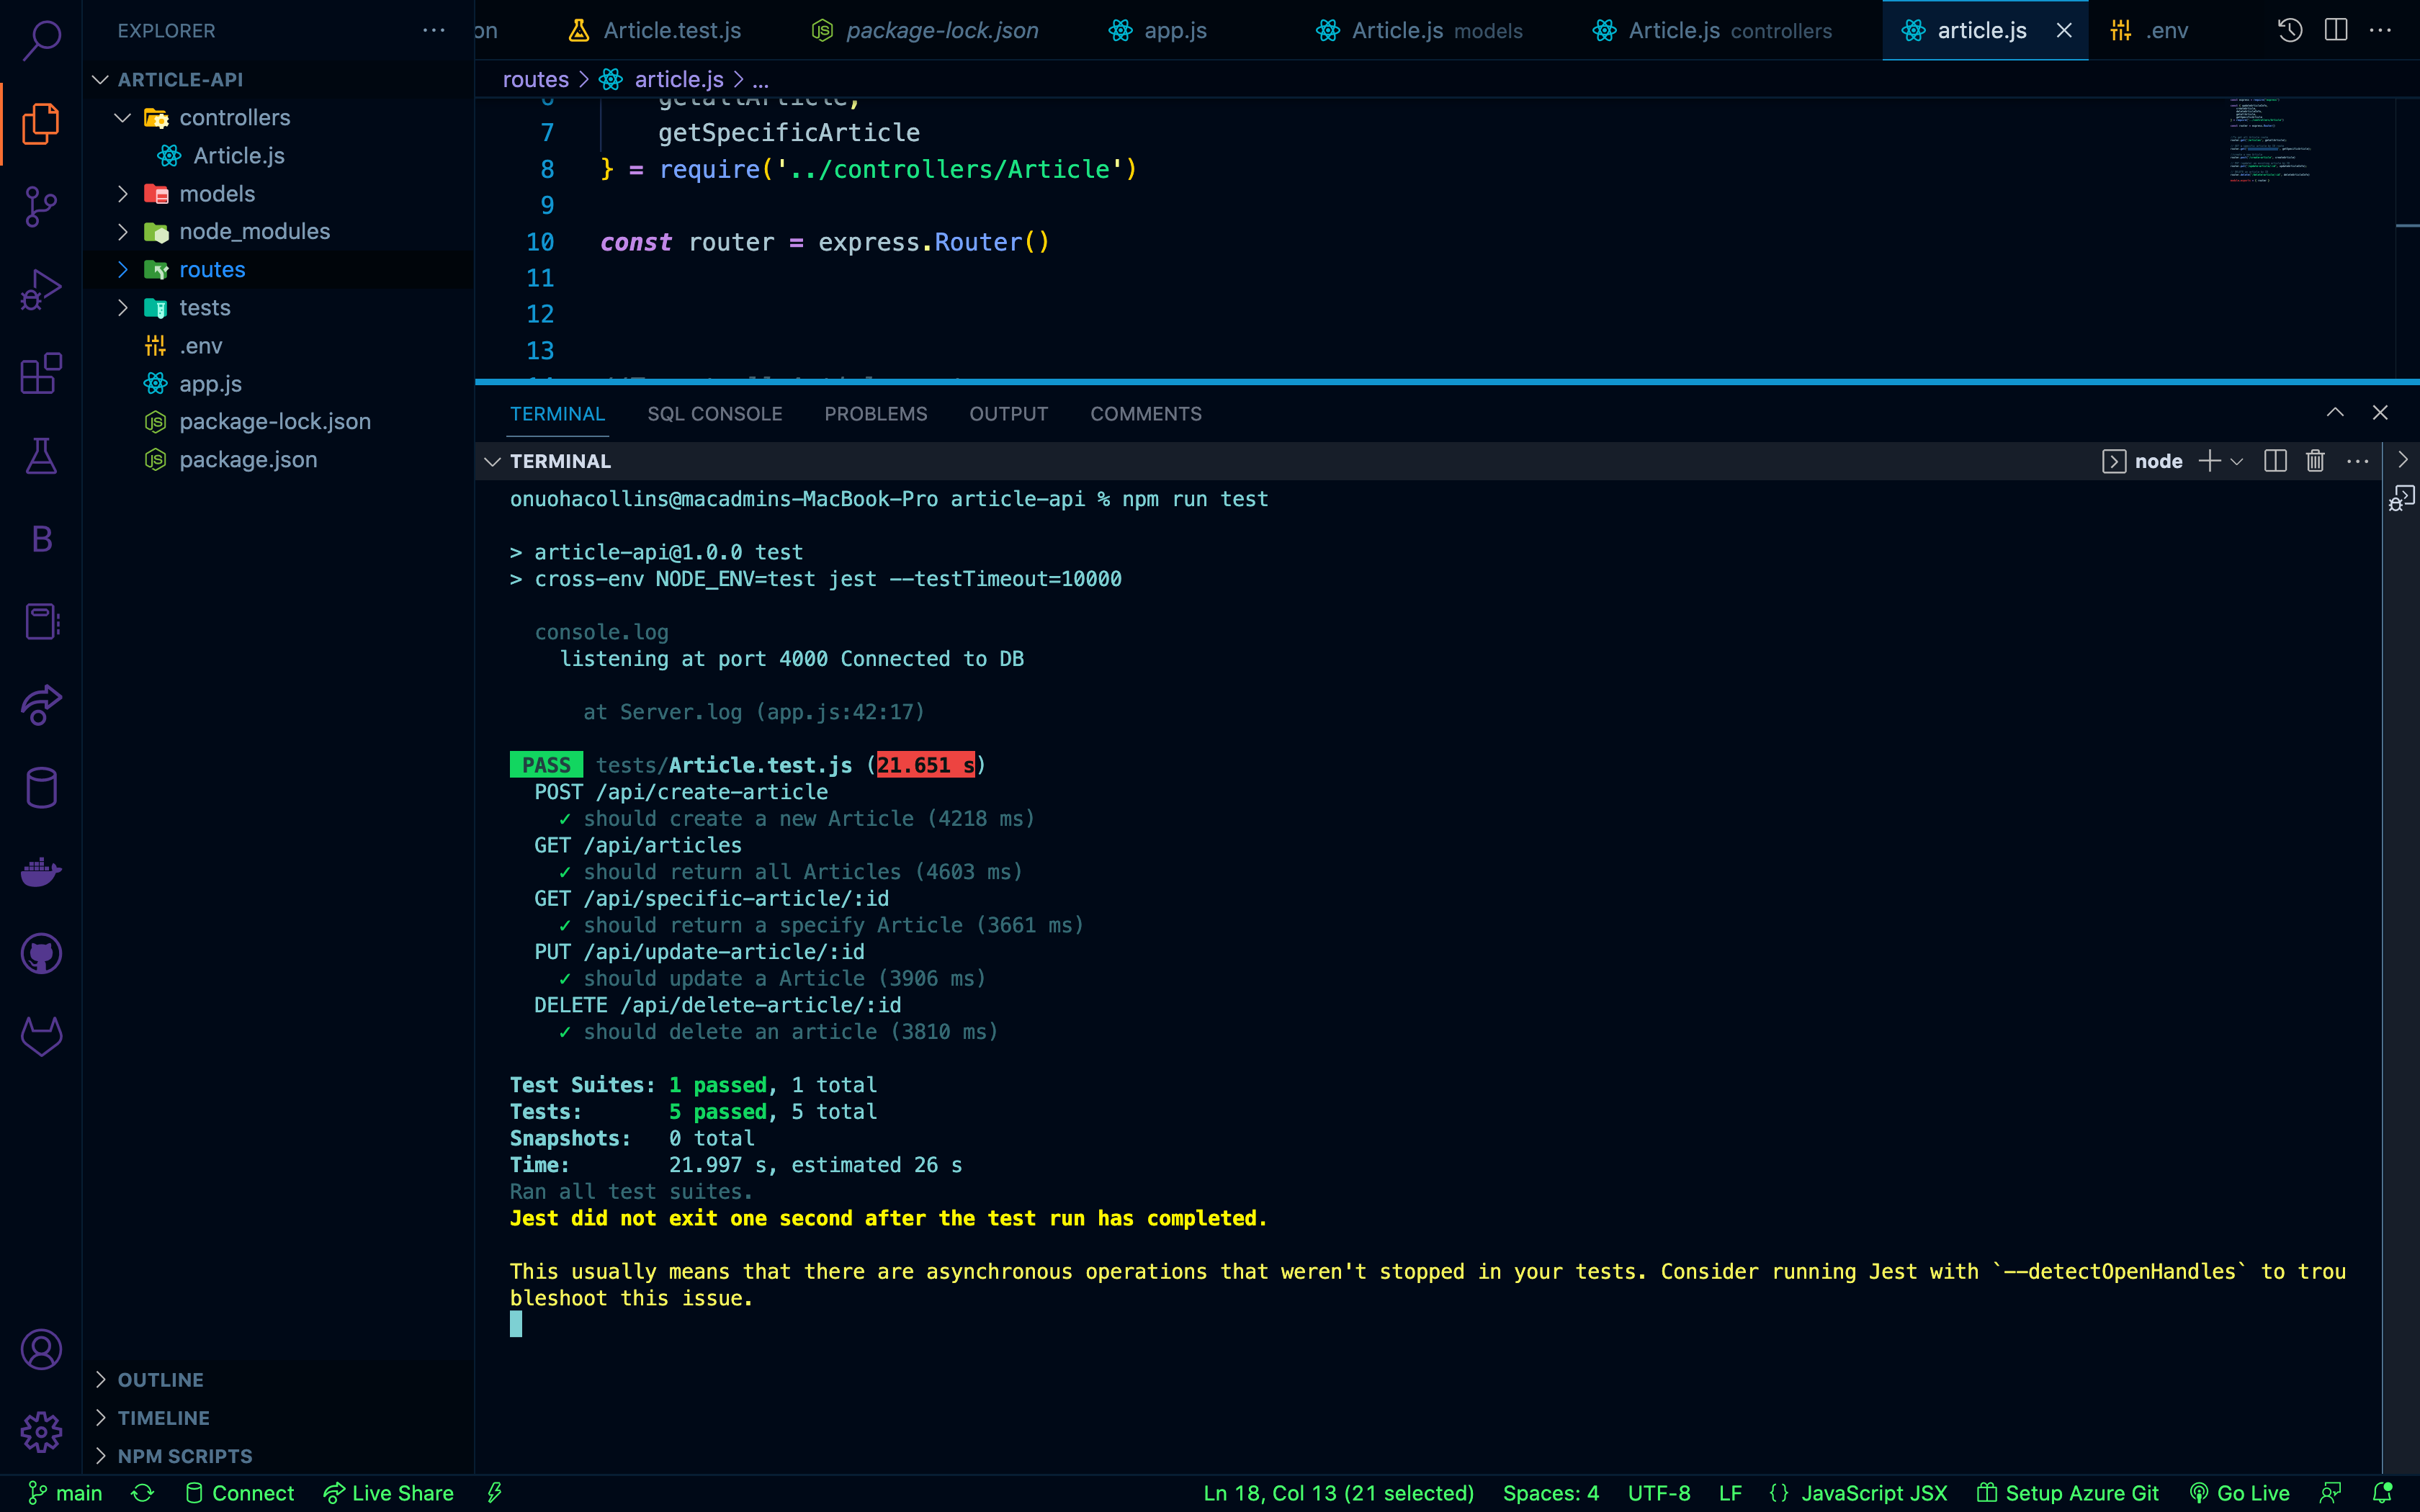 EXPLORER
on
Article.test.js
package-lock.json
app.js
Article.js models
Article.js controllers
article.js
.env
ARTICLE-API
controllers
Article.js
models
node_modules
routes
tests
.env
app.js
package-lock.json
package.json
routes > article.js > ...
6 getallArticle,
7 getSpecificArticle
8 } = require('../controllers/Article')
9
10 const router = express.Router()
11
12
13
TERMINAL SQL CONSOLE PROBLEMS OUTPUT COMMENTS
TERMINAL
node
onuohacollins@macadmins-MacBook-Pro article-api % npm run test
> article-api@1.0.0 test
> cross-env NODE_ENV=test jest --testTimeout=10000
console.log
listening at port 4000 Connected to DB
at Server.log (app.js:42:17)
PASS tests/Article.test.js (21.651 s)
POST /api/create-article
✓ should create a new Article (4218 ms)
GET /api/articles
✓ should return all Articles (4603 ms)
GET /api/specific-article/:id
✓ should return a specify Article (3661 ms)
PUT /api/update-article/:id
✓ should update a Article (3906 ms)
DELETE /api/delete-article/:id
✓ should delete an article (3810 ms)
Test Suites: 1 passed, 1 total
Tests: 5 passed, 5 total
Snapshots: 0 total
Time: 21.997 s, estimated 26 s
Ran all test suites.
Jest did not exit one second after the test run has completed.
This usually means that there are asynchronous operations that weren't stopped in your tests. Consider running Jest with `--detectOpenHandles` to trou
bleshoot this issue.
OUTLINE
TIMELINE
NPM SCRIPTS
main Connect Live Share Ln 18, Col 13 (21 selected) Spaces: 4 UTF-8 LF {} JavaScript JSX Setup Azure Git Go Live